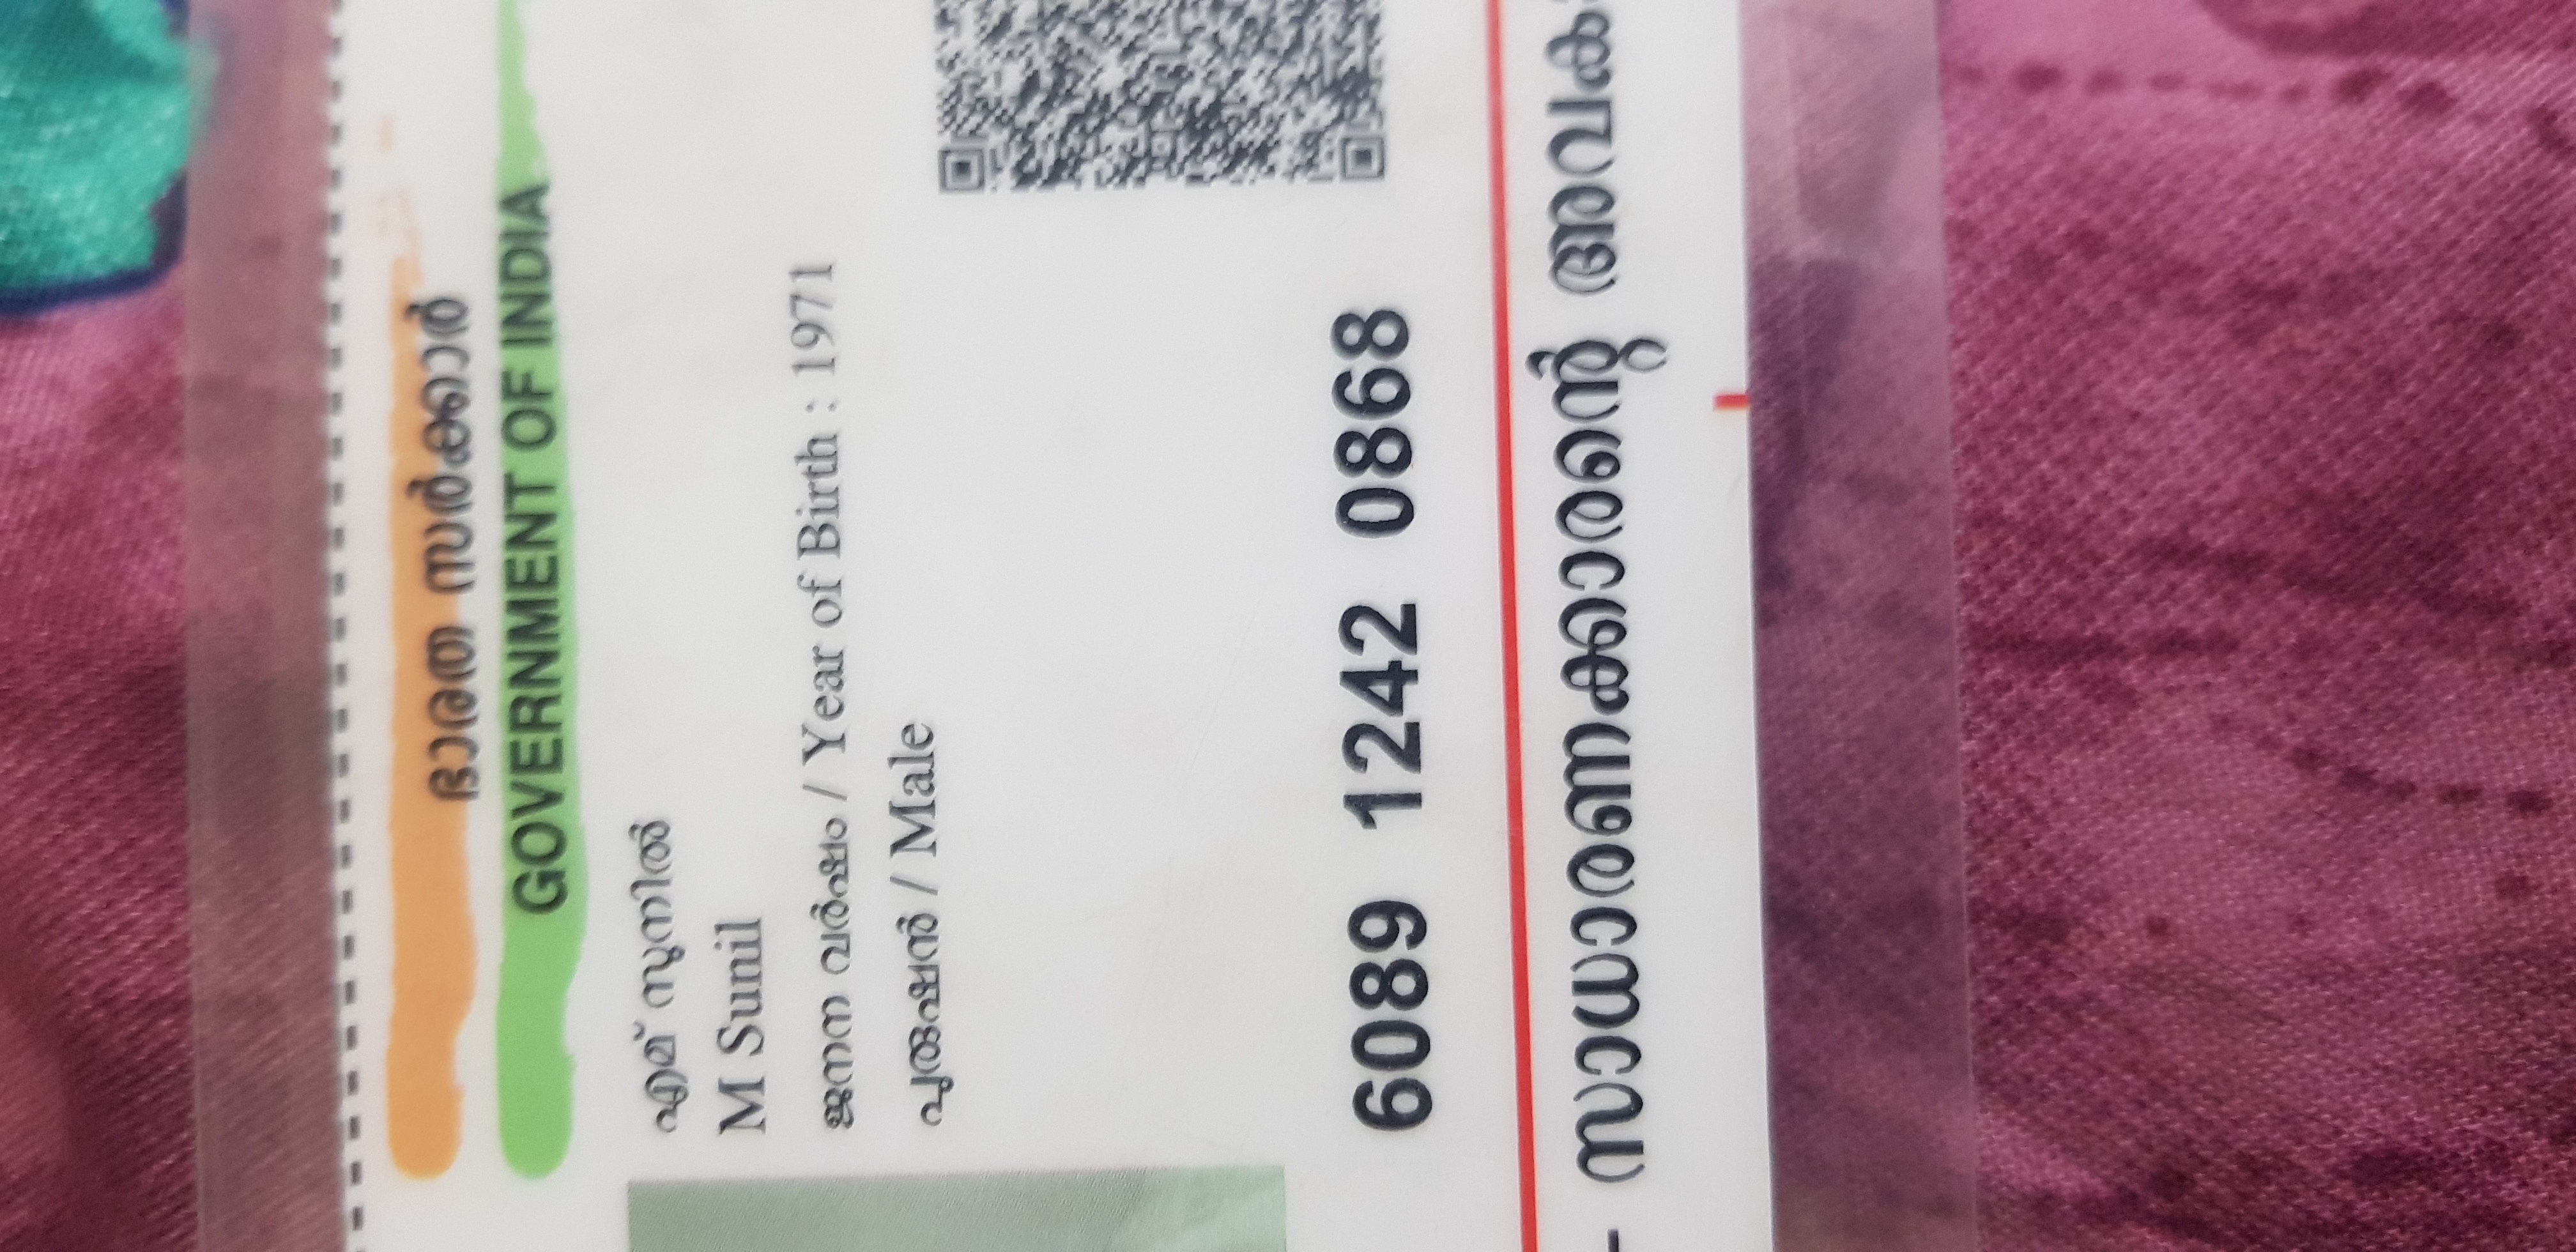 ഭാരത സർക്കാർ
GOVERNMENT OF INDIA
എമ് സുനിൽ
M Sunil
ജനന വർഷം / Year of Birth : 1971
പുരുഷൻ / Male
6089 1242 0868
- സാധാരണക്കാരന്റെ അവക